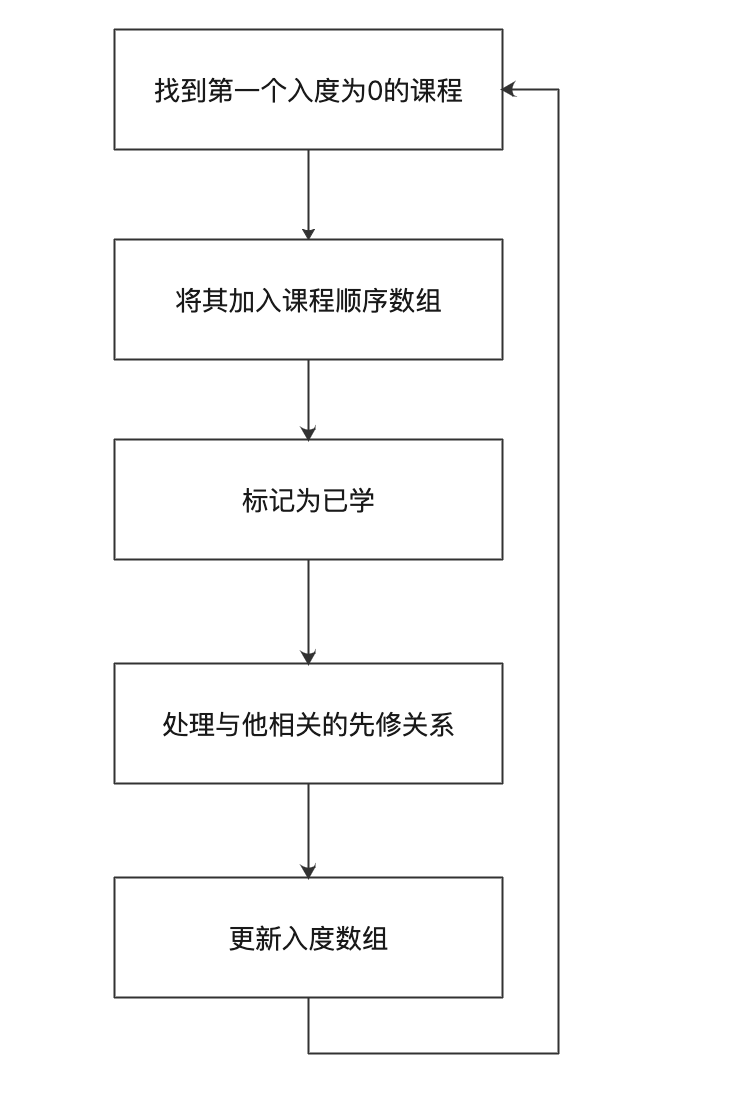 找到第一个入度为0的课程
将其加入课程顺序数组
标记为已学
处理与他相关的先修关系
更新入度数组